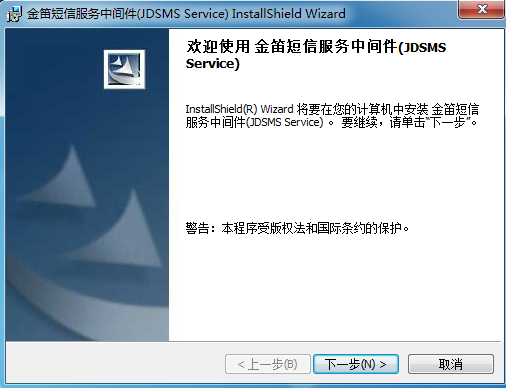 金笛短信服务中间件(JDSMS Service) InstallShield Wizard
欢迎使用 金笛短信服务中间件(JDSMS
Service)
InstallShield(R) Wizard 将要在您的计算机中安装 金笛短信
服务中间件(JDSMS Service) 。 要继续，请单击“下一步”。
警告：本程序受版权法和国际条约的保护。
< 上一步(B) 下一步(N) > 取消